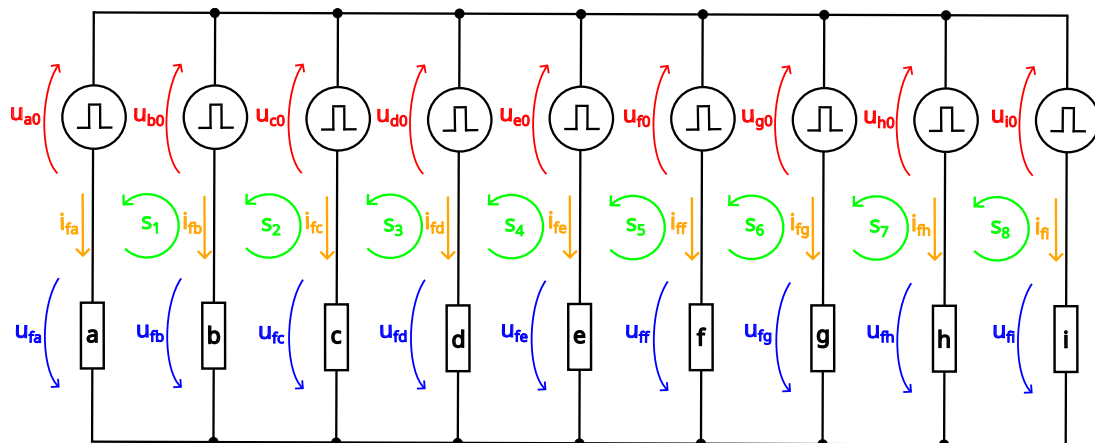 ua0 ub0 uc0 ud0 ue0 uf0 ug0 uh0 ui0
ifa s1 ifb s2 ifc s3 ifd s4 ife s5 iff s6 ifg s7 ifh s8 ifi
ufa a ufb b ufc c ufd d ufe e uff f ufg g ufh h ufi i